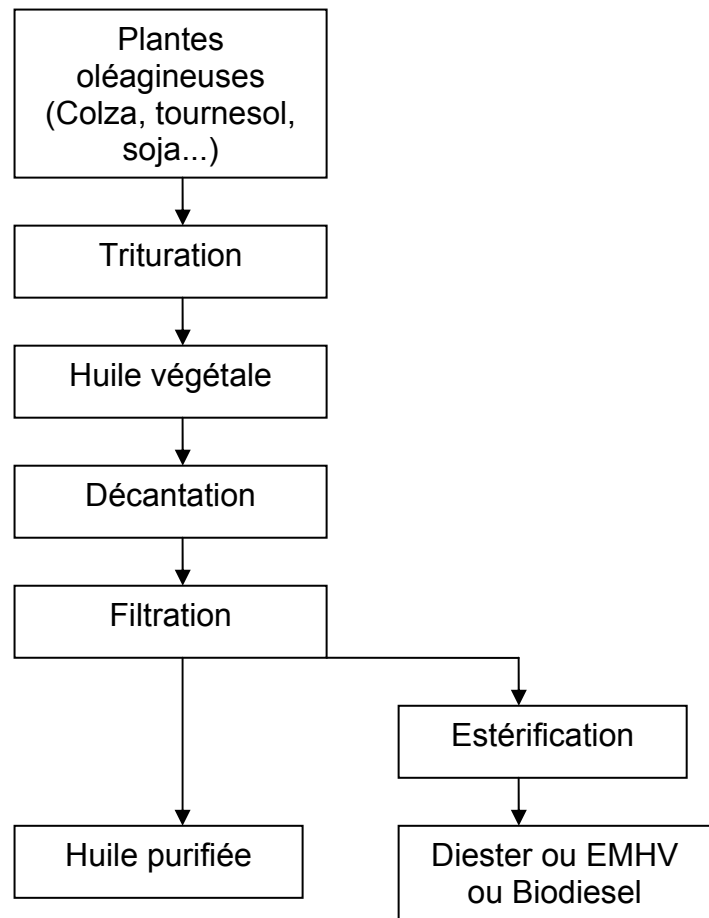 Plantes
oléagineuses
(Colza, tournesol,
soja...)
Trituration
Huile végétale
Décantation
Filtration
Estérification
Huile purifiée
Diester ou EMHV
ou Biodiesel